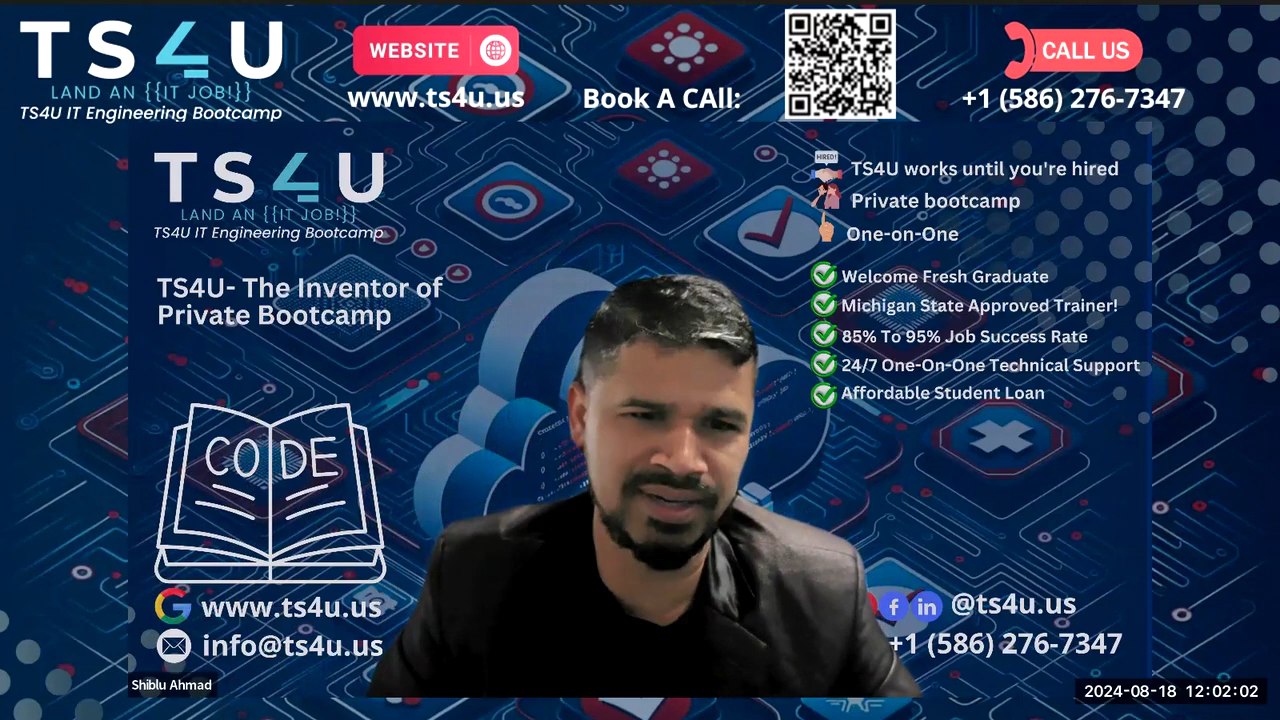 TS4U
LAND AN {{IT JOB!}}
TS4U IT Engineering Bootcamp
WEBSITE
www.ts4u.us
Book A CAll:
CALL US
+1 (586) 276-7347
TS4U
LAND AN {{IT JOB!}}
TS4U IT Engineering Bootcamp
TS4U- The Inventor of
Private Bootcamp
CODE
www.ts4u.us
info@ts4u.us
HIRED!
TS4U works until you're hired
Private bootcamp
One-on-One
Welcome Fresh Graduate
Michigan State Approved Trainer!
85% To 95% Job Success Rate
24/7 One-On-One Technical Support
Affordable Student Loan
@ts4u.us
+1 (586) 276-7347
Shiblu Ahmad
2024-08-18 12:02:02